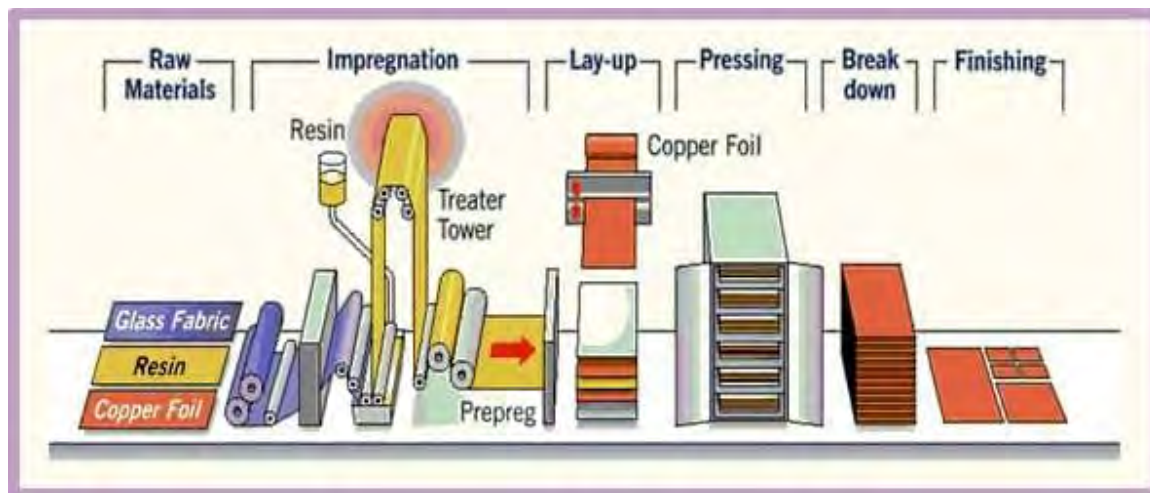 Raw
Materials
Impregnation
Lay-up
Pressing
Break
down
Finishing
Resin
Copper Foil
Treater
Tower
Glass Fabric
Resin
Copper Foil
Prepreg